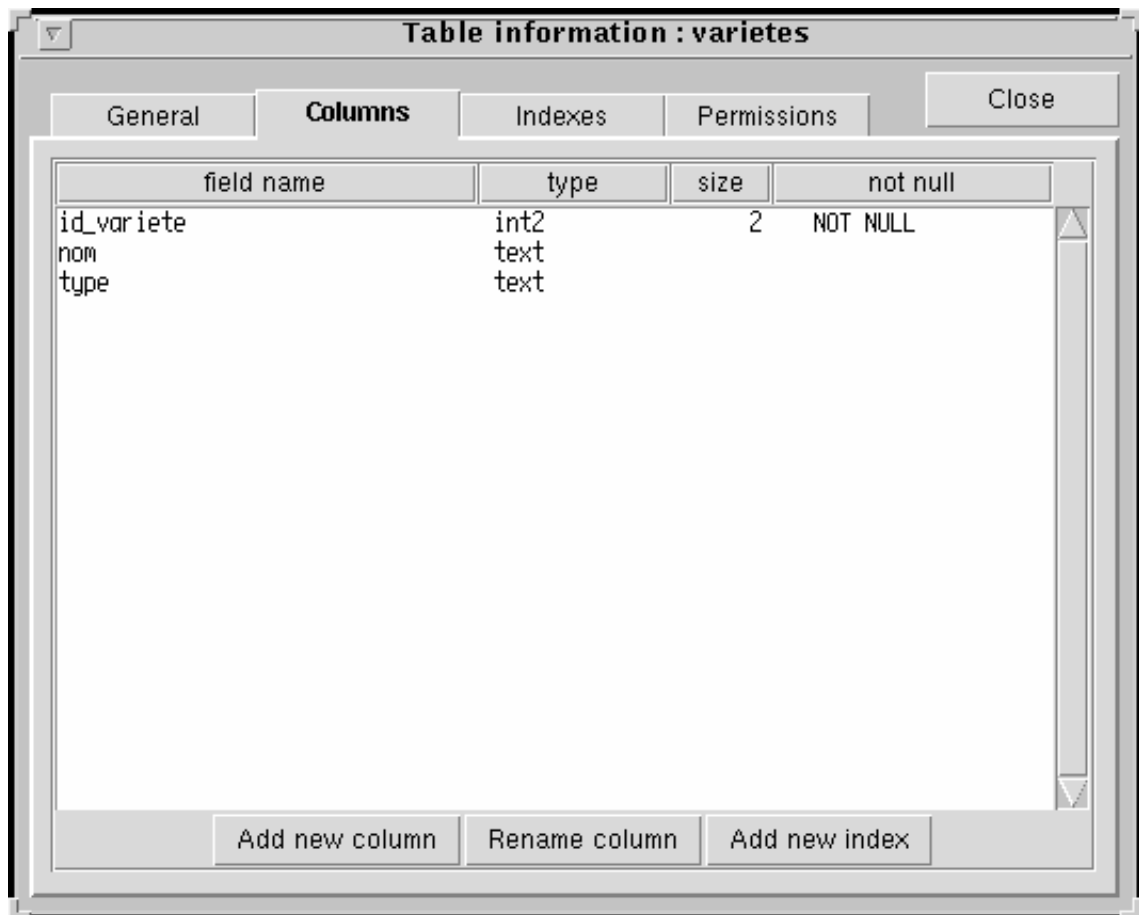 Table information : varietes
Close
General Columns Indexes Permissions
field name type size not null
id_variete int2 2 NOT NULL
nom text
type text
Add new column Rename column Add new index